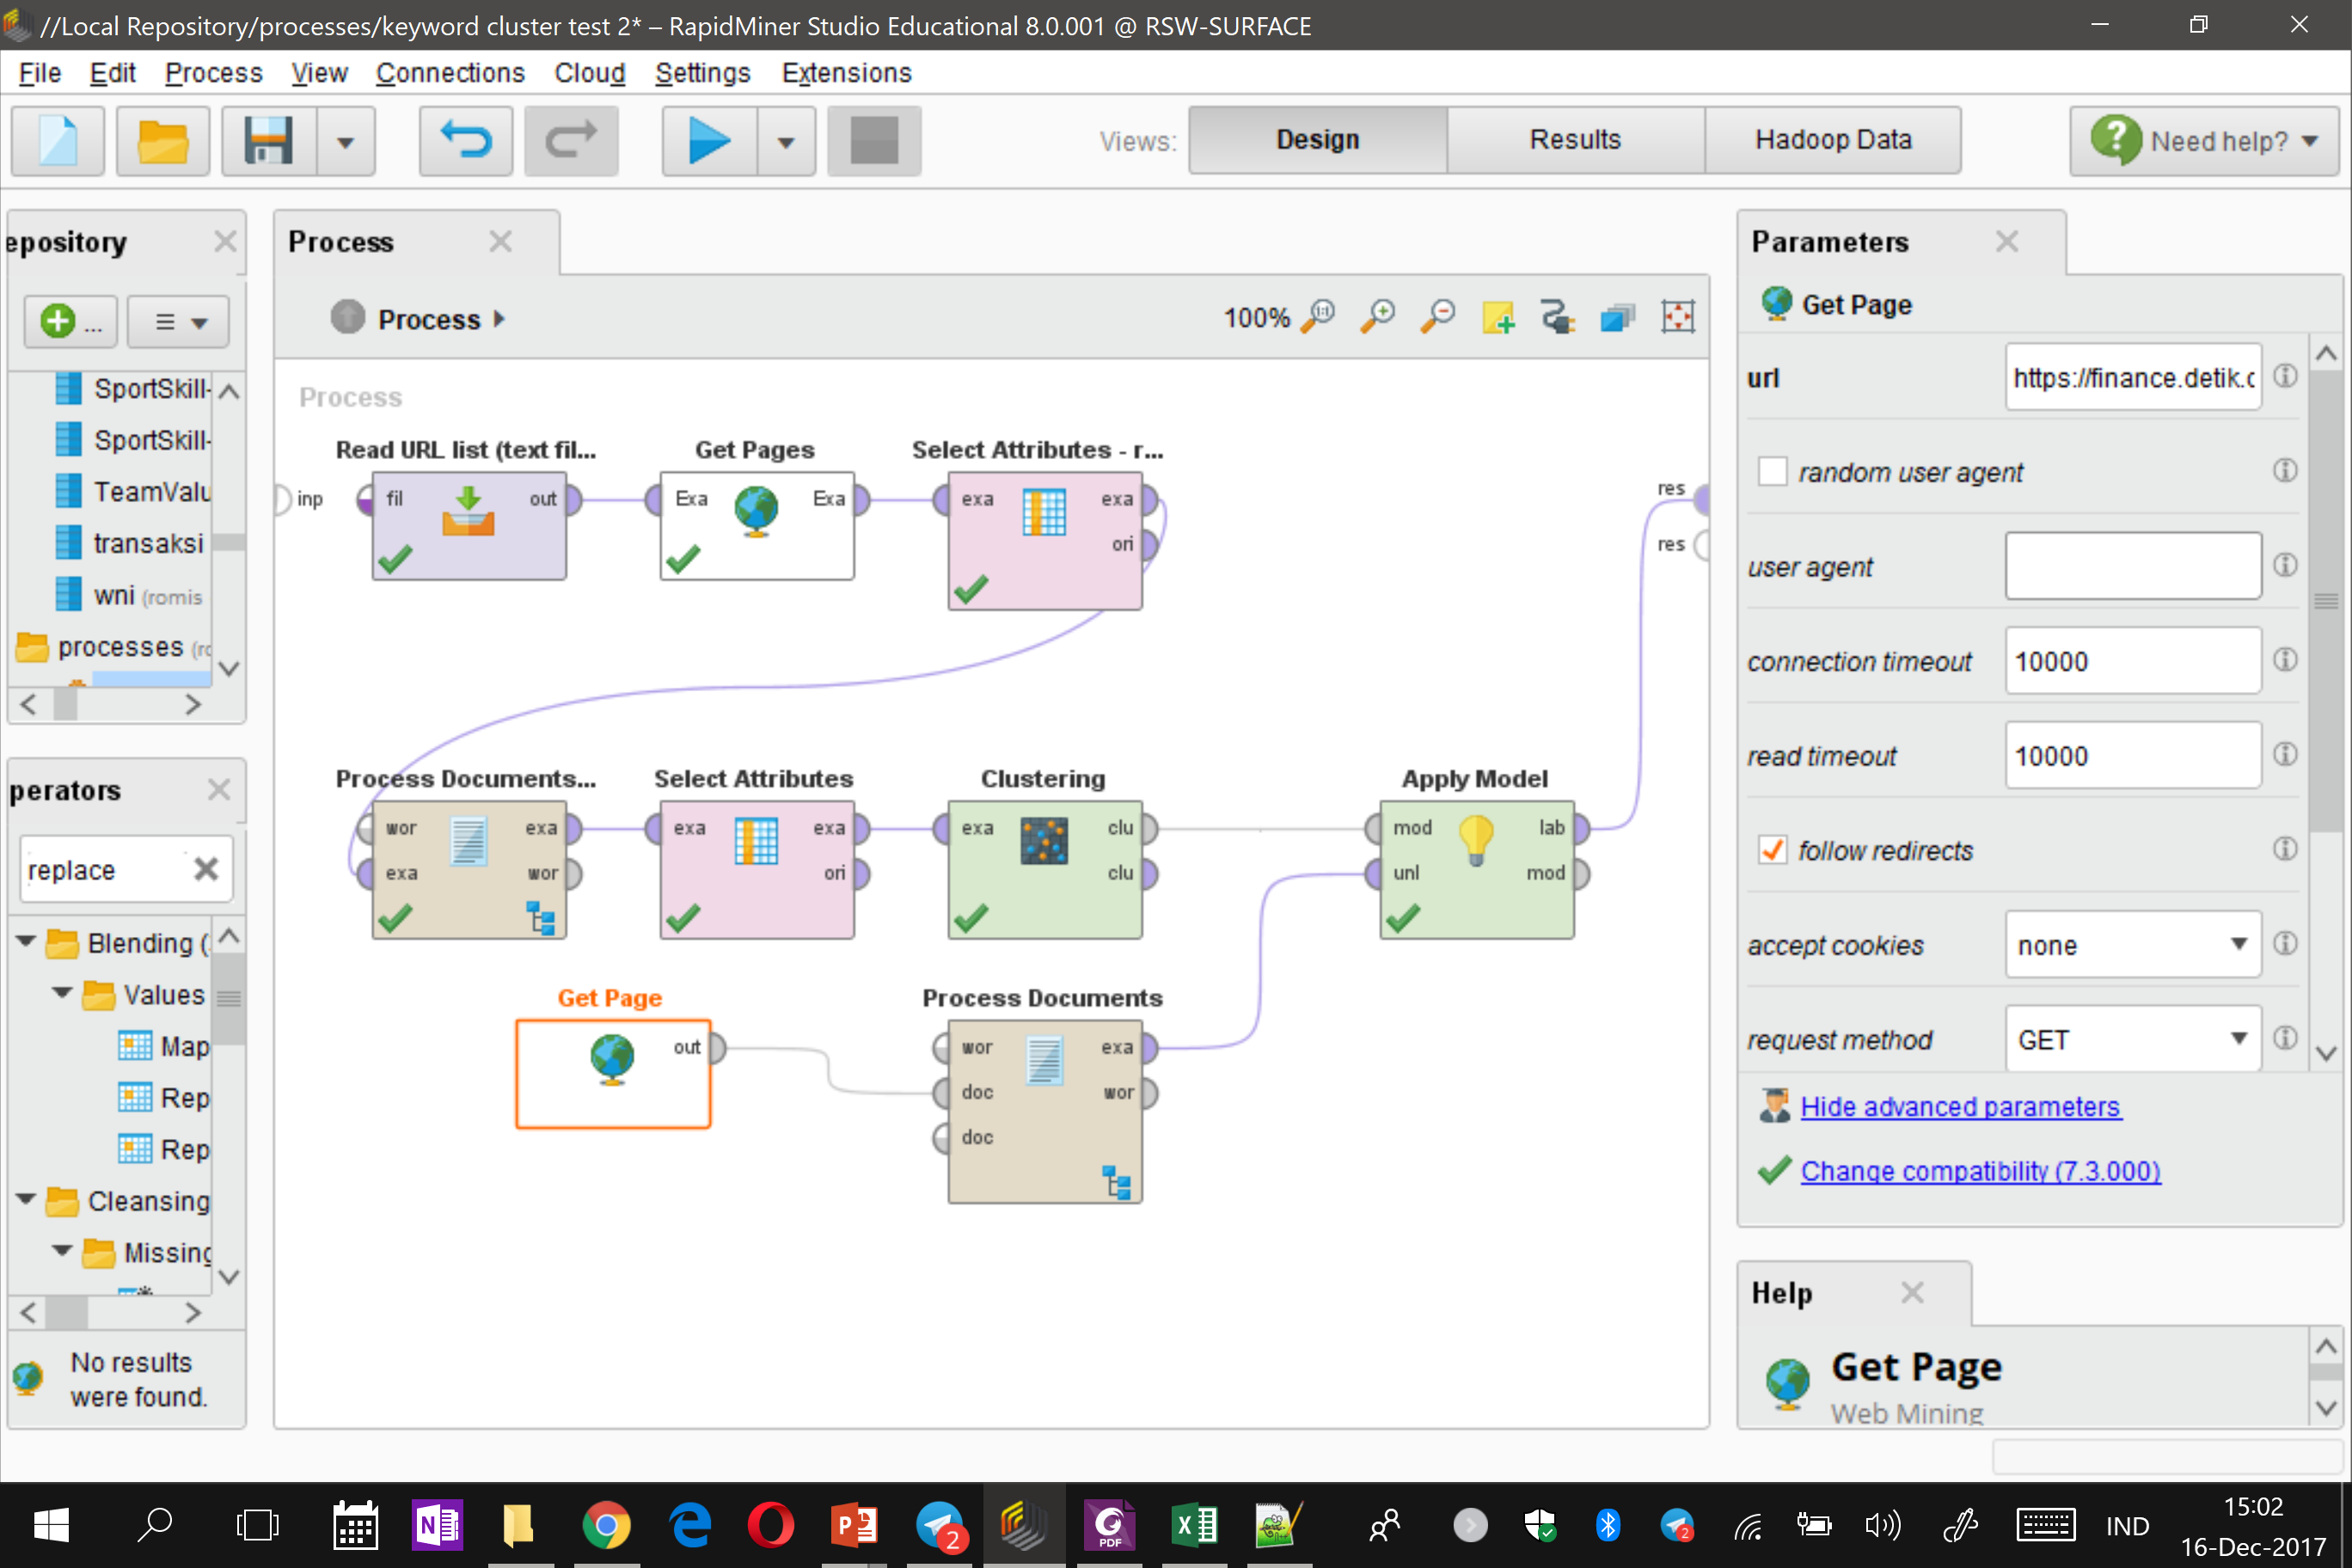 //Local Repository/processes/keyword cluster test 2* – RapidMiner Studio Educational 8.0.001 @ RSW-SURFACE
File Edit Process View Connections Cloud Settings Extensions
Views: Design Results Hadoop Data Need help?
epository
...
SportSkill-
SportSkill-
TeamValu
transaksi
wni (romis
processes (ro
perators
replace
Blending (
Values
Map
Rep
Rep
Cleansing
Missing
No results
were found.
Process
Process
100%
Process
Read URL list (text fil...
Get Pages
Select Attributes - r...
inp
fil out
Exa Exa
exa exa
ori
res
res
Process Documents...
Select Attributes
Clustering
Apply Model
wor exa
exa wor
exa exa
ori
exa clu
clu
mod lab
unl mod
Get Page
out
Process Documents
wor exa
doc wor
doc
Parameters
Get Page
url https://finance.detik.c
random user agent
user agent
connection timeout 10000
read timeout 10000
follow redirects
accept cookies none
request method GET
Hide advanced parameters
Change compatibility (7.3.000)
Help
Get Page
Web Mining
2
PDF
2
IND
15:02
16-Dec-2017